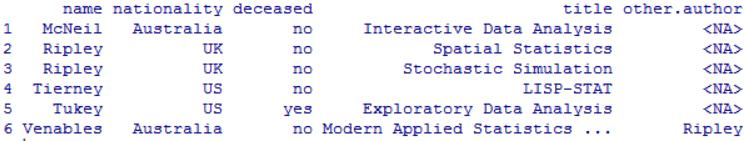 name nationality deceased title other.author
1 McNeil Australia no Interactive Data Analysis <NA>
2 Ripley UK no Spatial Statistics <NA>
3 Ripley UK no Stochastic Simulation <NA>
4 Tierney US no LISP-STAT <NA>
5 Tukey US yes Exploratory Data Analysis <NA>
6 Venables Australia no Modern Applied Statistics ... Ripley